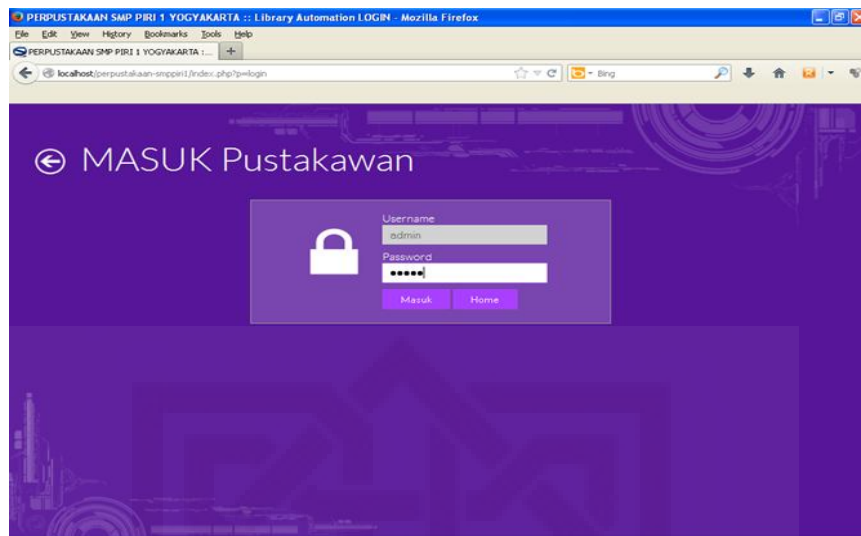 PERPUSTAKAAN SMP PIRI 1 YOGYAKARTA :: Library Automation LOGIN - Mozilla Firefox
File Edit View History Bookmarks Tools Help
PERPUSTAKAAN SMP PIRI 1 YOGYAKARTA :... +
localhost/perpustakaan-smppiri1/index.php?p=login
Bing
MASUK Pustakawan
Username
admin
Password
•••••
Masuk Home